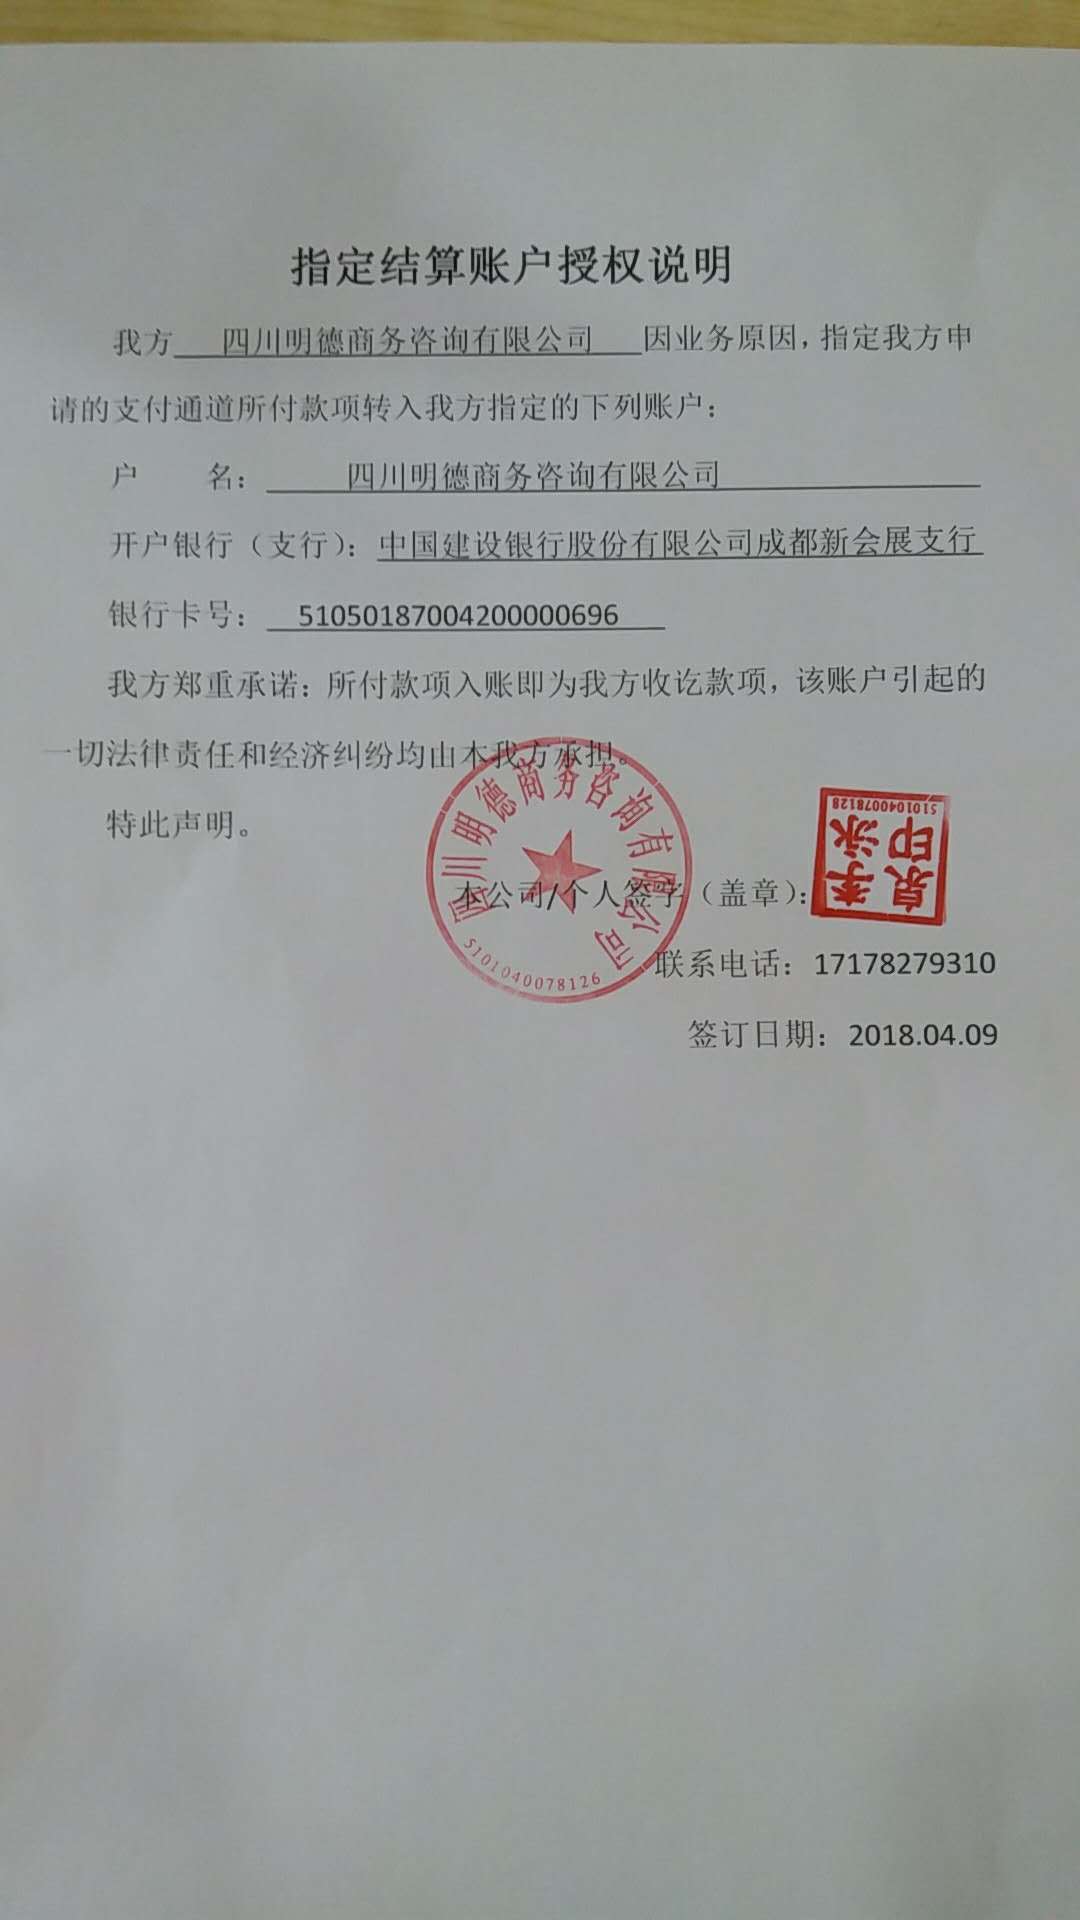 指定结算账户授权说明
我方 四川明德商务咨询有限公司 因业务原因，指定我方申
请的支付通道所付款项转入我方指定的下列账户：
户 名： 四川明德商务咨询有限公司
开户银行（支行）：中国建设银行股份有限公司成都新会展支行
银行卡号： 51050187004200000696
我方郑重承诺：所付款项入账即为我方收讫款项，该账户引起的
一切法律责任和经济纠纷均由本我方承担。
特此声明。
四川明德商务咨询有限公司
5101040078126
本公司/个人签字（盖章）：
李泳泉印
5101040078128
联系电话：17178279310
签订日期：2018.04.09